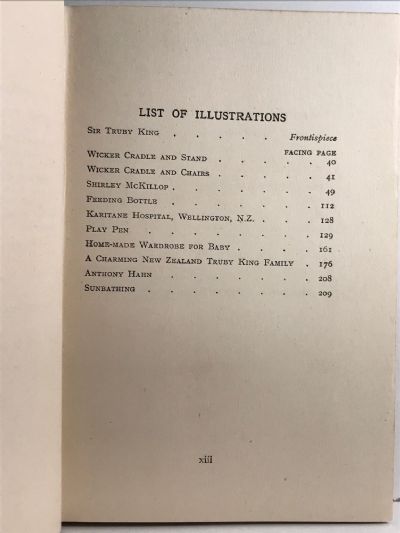 LIST OF ILLUSTRATIONS
SIR TRUBY KING . . . . . Frontispiece
FACING PAGE
WICKER CRADLE AND STAND . . . . . 40
WICKER CRADLE AND CHAIRS . . . . . 41
SHIRLEY MCKILLOP . . . . . . . 49
FEEDING BOTTLE . . . . . . . 112
KARITANE HOSPITAL, WELLINGTON, N.Z. . . . 128
PLAY PEN . . . . . . . . 129
HOME-MADE WARDROBE FOR BABY . . . . 161
A CHARMING NEW ZEALAND TRUBY KING FAMILY . 176
ANTHONY HAHN . . . . . . . 208
SUNBATHING . . . . . . . 209
xiii